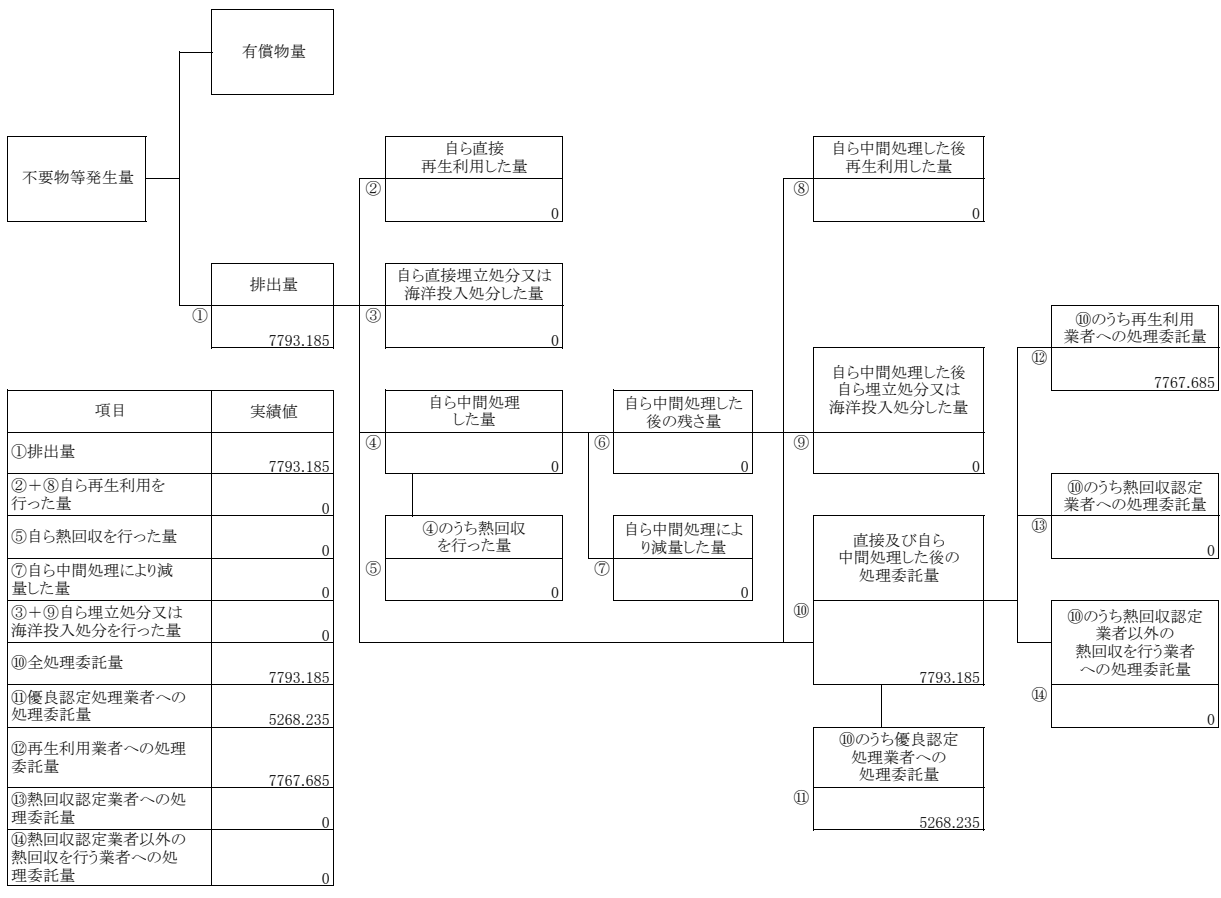 有償物量
不要物等発生量
自ら直接
再生利用した量
②
0
自ら中間処理した後
再生利用した量
⑧
0
排出量
①
7793.185
自ら直接埋立処分又は
海洋投入処分した量
③
0
⑩のうち再生利用
業者への処理委託量
⑫
7767.685
自ら中間処理
した量
④
0
自ら中間処理した
後の残さ量
⑥
0
自ら中間処理した後
自ら埋立処分又は
海洋投入処分した量
⑨
0
⑩のうち熱回収認定
業者への処理委託量
⑬
0
④のうち熱回収
を行った量
⑤
0
自ら中間処理によ
り減量した量
⑦
0
直接及び自ら
中間処理した後の
処理委託量
⑩
7793.185
⑩のうち熱回収認定
業者以外の
熱回収を行う業者
への処理委託量
⑭
0
⑩のうち優良認定
処理業者への
処理委託量
⑪
5268.235
項目 実績値
①排出量
7793.185
②+⑧自ら再生利用を
行った量
0
⑤自ら熱回収を行った量
0
⑦自ら中間処理により減
量した量
0
③+⑨自ら埋立処分又は
海洋投入処分を行った量
0
⑩全処理委託量
7793.185
⑪優良認定処理業者への
処理委託量
5268.235
⑫再生利用業者への処理
委託量
7767.685
⑬熱回収認定業者への処
理委託量
0
⑭熱回収認定業者以外の
熱回収を行う業者への処
理委託量
0